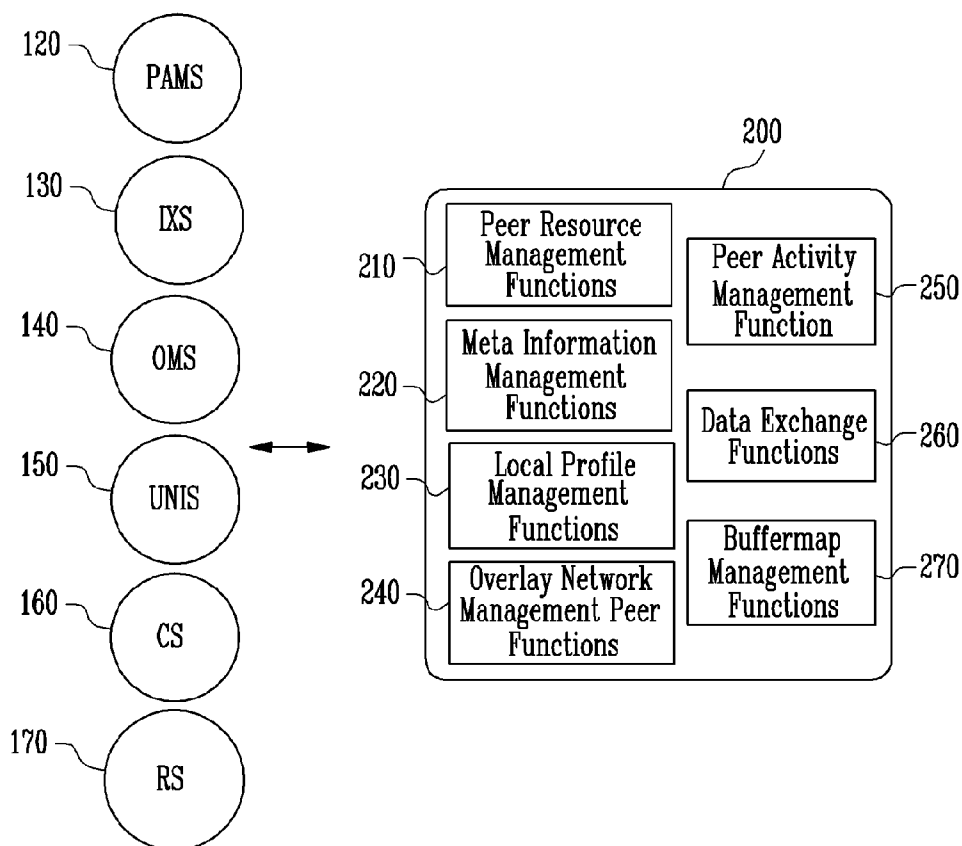 120
PAMS
130
IXS
140
OMS
150
UNIS
160
CS
170
RS
200
210
Peer Resource
Management
Functions
220
Meta Information
Management
Functions
230
Local Profile
Management
Functions
240
Overlay Network
Management Peer
Functions
Peer Activity
Management
Function
250
Data Exchange
Functions
260
Buffermap
Management
Functions
270